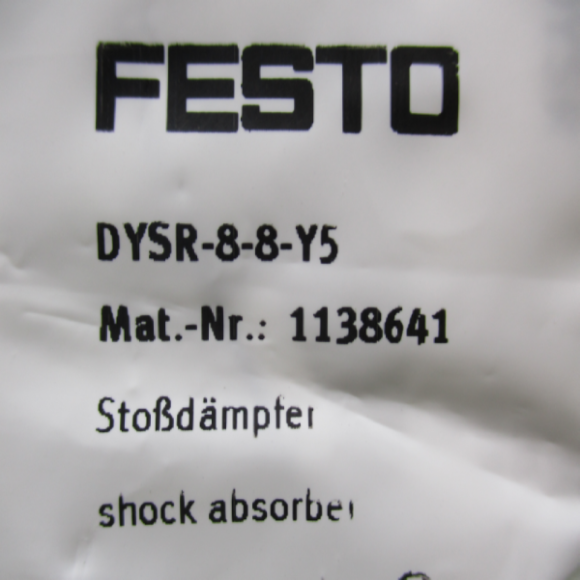 FESTO
DYSR-8-8-Y5
Mat.-Nr.: 1138641
Stoßdämpfer
shock absorber